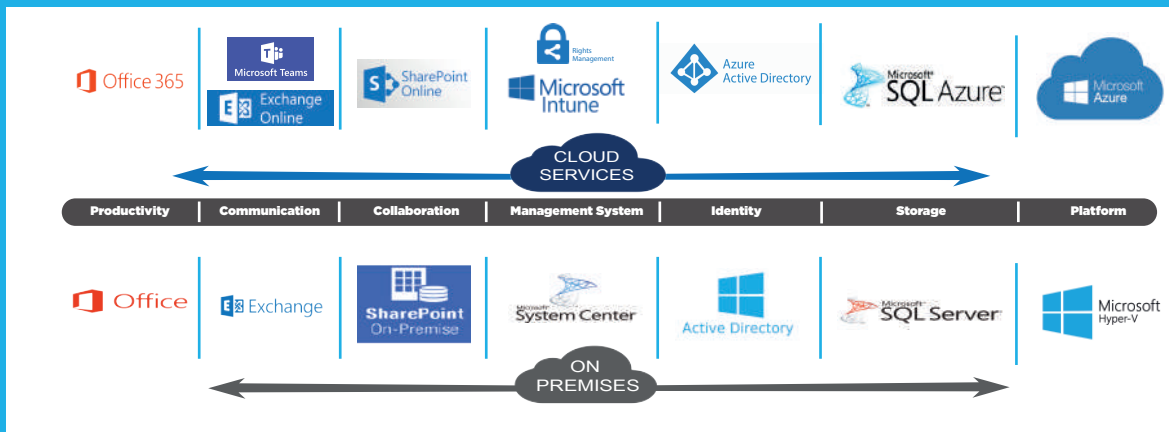 Office 365
Microsoft Teams
Exchange
Online
SharePoint
Online
Rights
Management
Microsoft
Intune
Azure
Active Directory
Microsoft®
SQL Azure™
Microsoft
Azure
CLOUD
SERVICES
Productivity
Communication
Collaboration
Management System
Identity
Storage
Platform
Office
Exchange
SharePoint
On-Premise
Microsoft®
System Center
Active Directory
Microsoft®
SQL Server
Microsoft
Hyper-V
ON
PREMISES